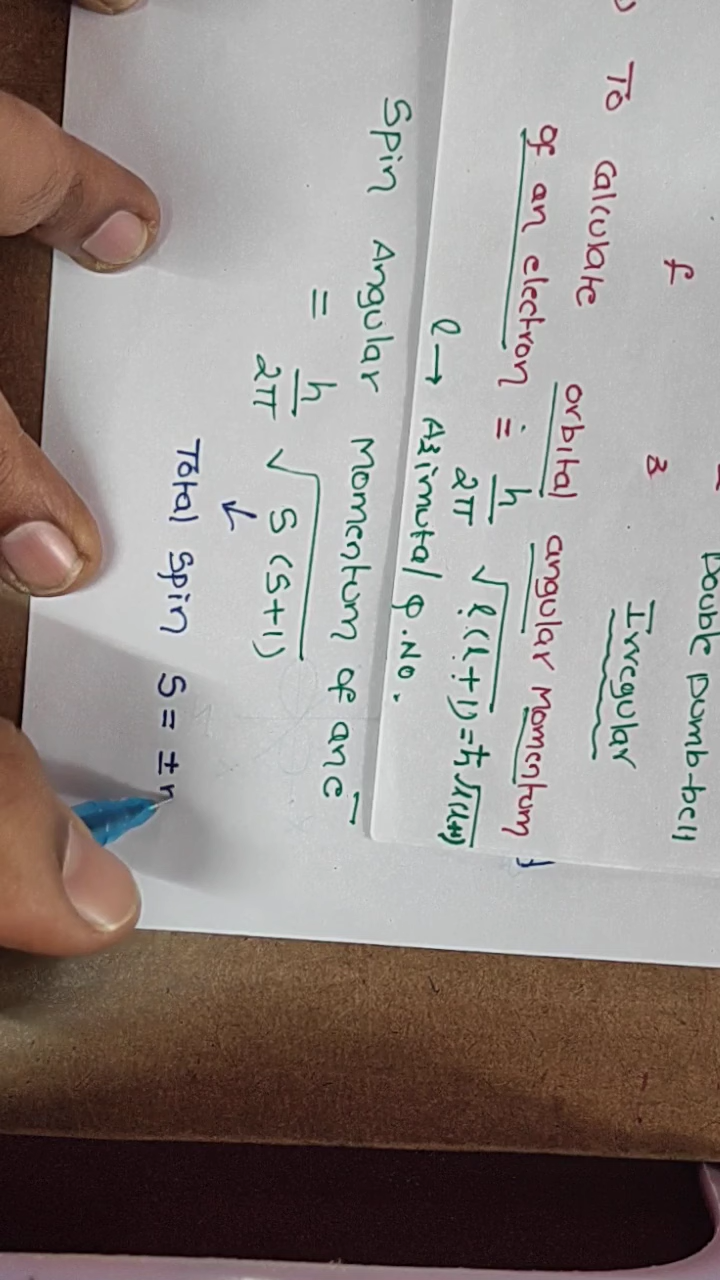 Double Dumb-bell
f 3 Irregular
To calculate orbital angular momentum
of an electron = h/2π √l(l+1) = ħ√l(l+1)
l → Azimutal Q.No.
Spin Angular Momentum of an e⁻
= h/2π √S(S+1)
↓
Total Spin S = ±n